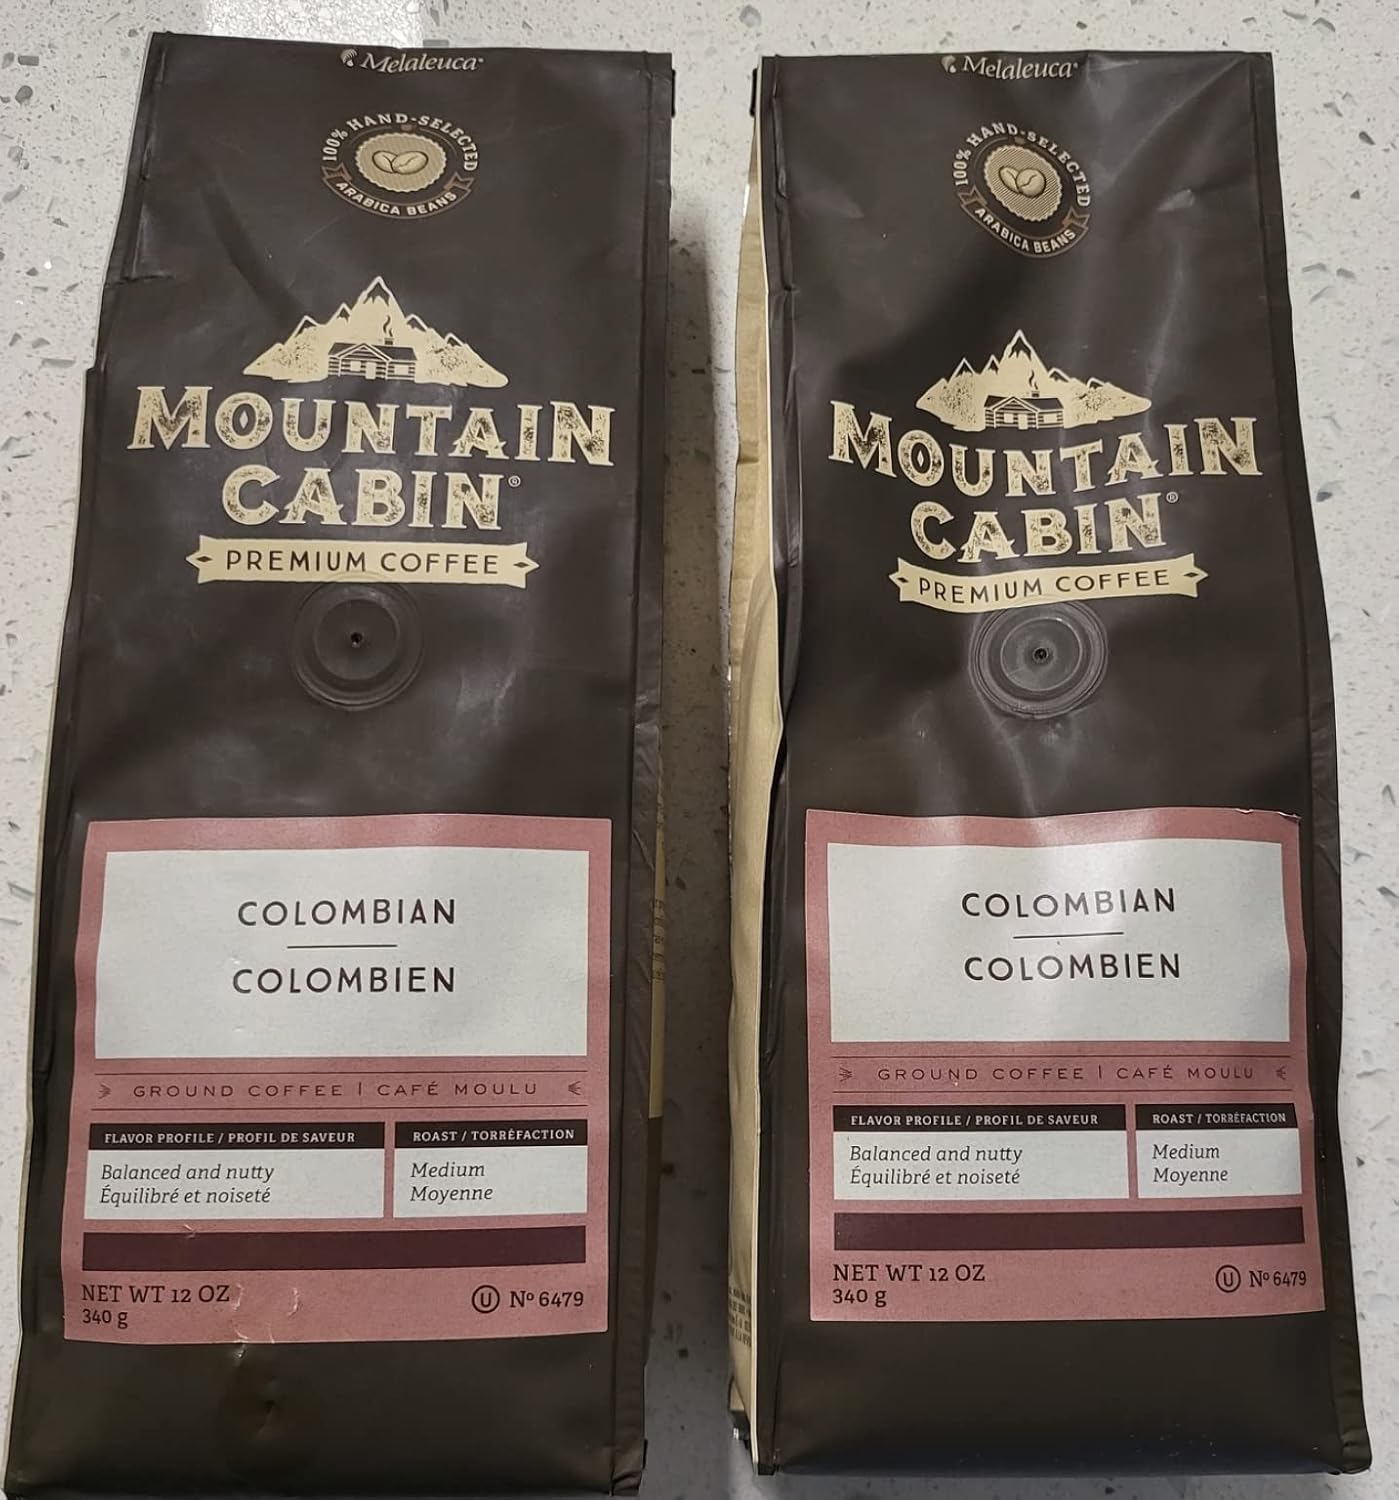 Melaleuca®
100% HAND-SELECTED
ARABICA BEANS
MOUNTAIN
CABIN®
PREMIUM COFFEE
COLOMBIAN
COLOMBIEN
GROUND COFFEE | CAFÉ MOULU
FLAVOR PROFILE / PROFIL DE SAVEUR
Balanced and nutty
Équilibré et noiseté
ROAST / TORRÉFACTION
Medium
Moyenne
NET WT 12 OZ
340 g
U Nº 6479
Melaleuca®
100% HAND-SELECTED
ARABICA BEANS
MOUNTAIN
CABIN®
PREMIUM COFFEE
COLOMBIAN
COLOMBIEN
GROUND COFFEE | CAFÉ MOULU
FLAVOR PROFILE / PROFIL DE SAVEUR
Balanced and nutty
Équilibré et noiseté
ROAST / TORRÉFACTION
Medium
Moyenne
NET WT 12 OZ
340 g
U Nº 6479